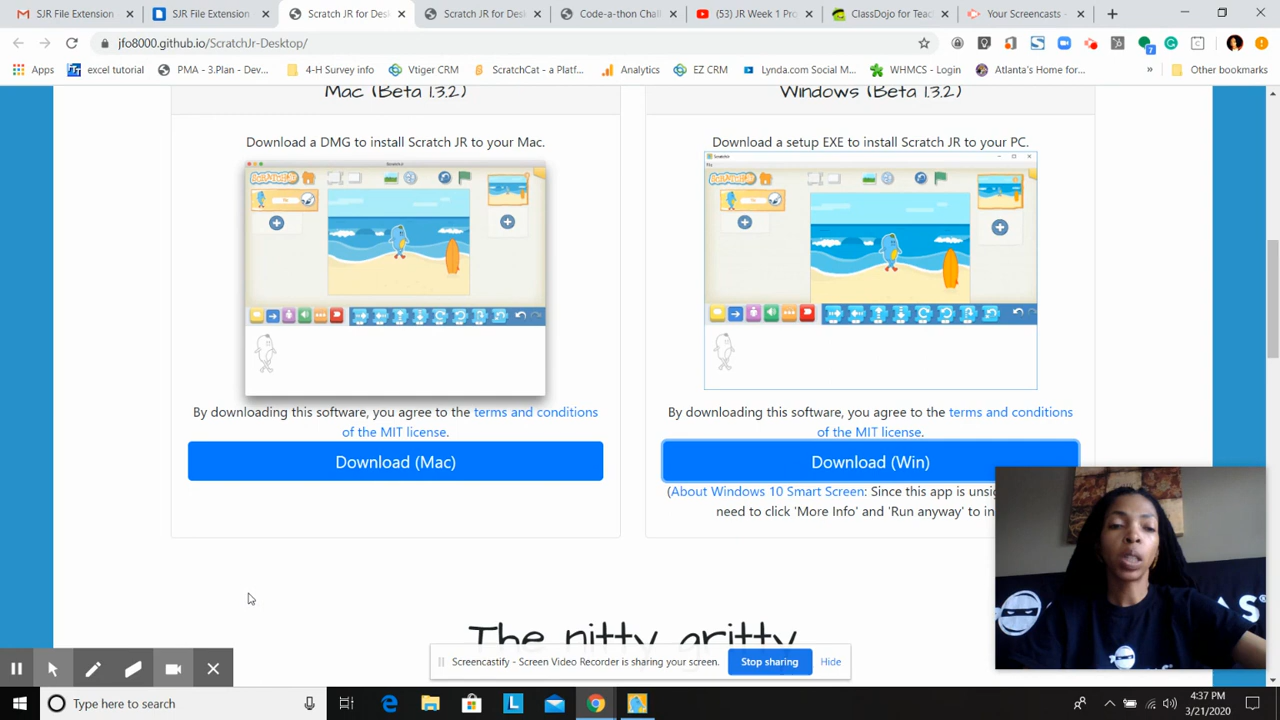 SJR File Extension
SJR File Extension
Scratch JR for Des
Scratch JR for Des
Code-a-thon Chall
(53) JR Week 1 Pro
ClassDojo for Teac
Your Screencasts -
jfo8000.github.io/ScratchJr-Desktop/
7
Apps
excel tutorial
PMA - 3.Plan - Dev...
4-H Survey info
Vtiger CRM
ScratchCat - a Platf...
Analytics
EZ CRM
Lynda.com Social M...
WHMCS - Login
Atlanta's Home for...
»
Other bookmarks
Mac (Beta 1.3.2)
Windows (Beta 1.3.2)
Download a DMG to install Scratch JR to your Mac.
Download a setup EXE to install Scratch JR to your PC.
By downloading this software, you agree to the terms and conditions
of the MIT license.
By downloading this software, you agree to the terms and conditions
of the MIT license.
Download (Mac)
Download (Win)
(About Windows 10 Smart Screen: Since this app is
need to click 'More Info' and 'Run anyway' to
The nitty gritty
Screencastify - Screen Video Recorder is sharing your screen.
Stop sharing
Hide
Type here to search
4:37 PM
3/21/2020